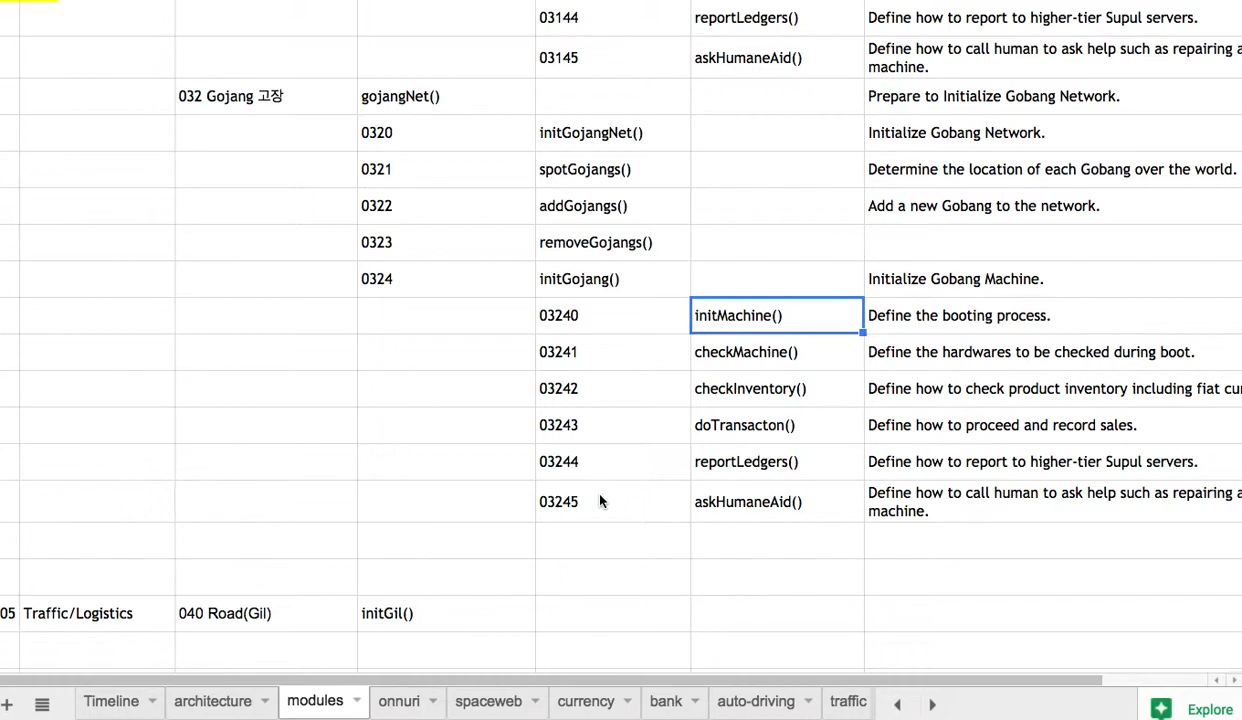 03144 reportLedgers() Define how to report to higher-tier Supul servers.
03145 askHumaneAid() Define how to call human to ask help such as repairing a
machine.
032 Gojang 고장 gojangNet() Prepare to Initialize Gobang Network.
0320 initGojangNet() Initialize Gobang Network.
0321 spotGojangs() Determine the location of each Gobang over the world.
0322 addGojangs() Add a new Gobang to the network.
0323 removeGojangs()
0324 initGojang() Initialize Gobang Machine.
03240 initMachine() Define the booting process.
03241 checkMachine() Define the hardwares to be checked during boot.
03242 checkInventory() Define how to check product inventory including fiat cu
03243 doTransacton() Define how to proceed and record sales.
03244 reportLedgers() Define how to report to higher-tier Supul servers.
03245 askHumaneAid() Define how to call human to ask help such as repairing a
machine.
05 Traffic/Logistics 040 Road(Gil) initGil()
+ Timeline architecture modules onnuri spaceweb currency bank auto-driving traffic Explore